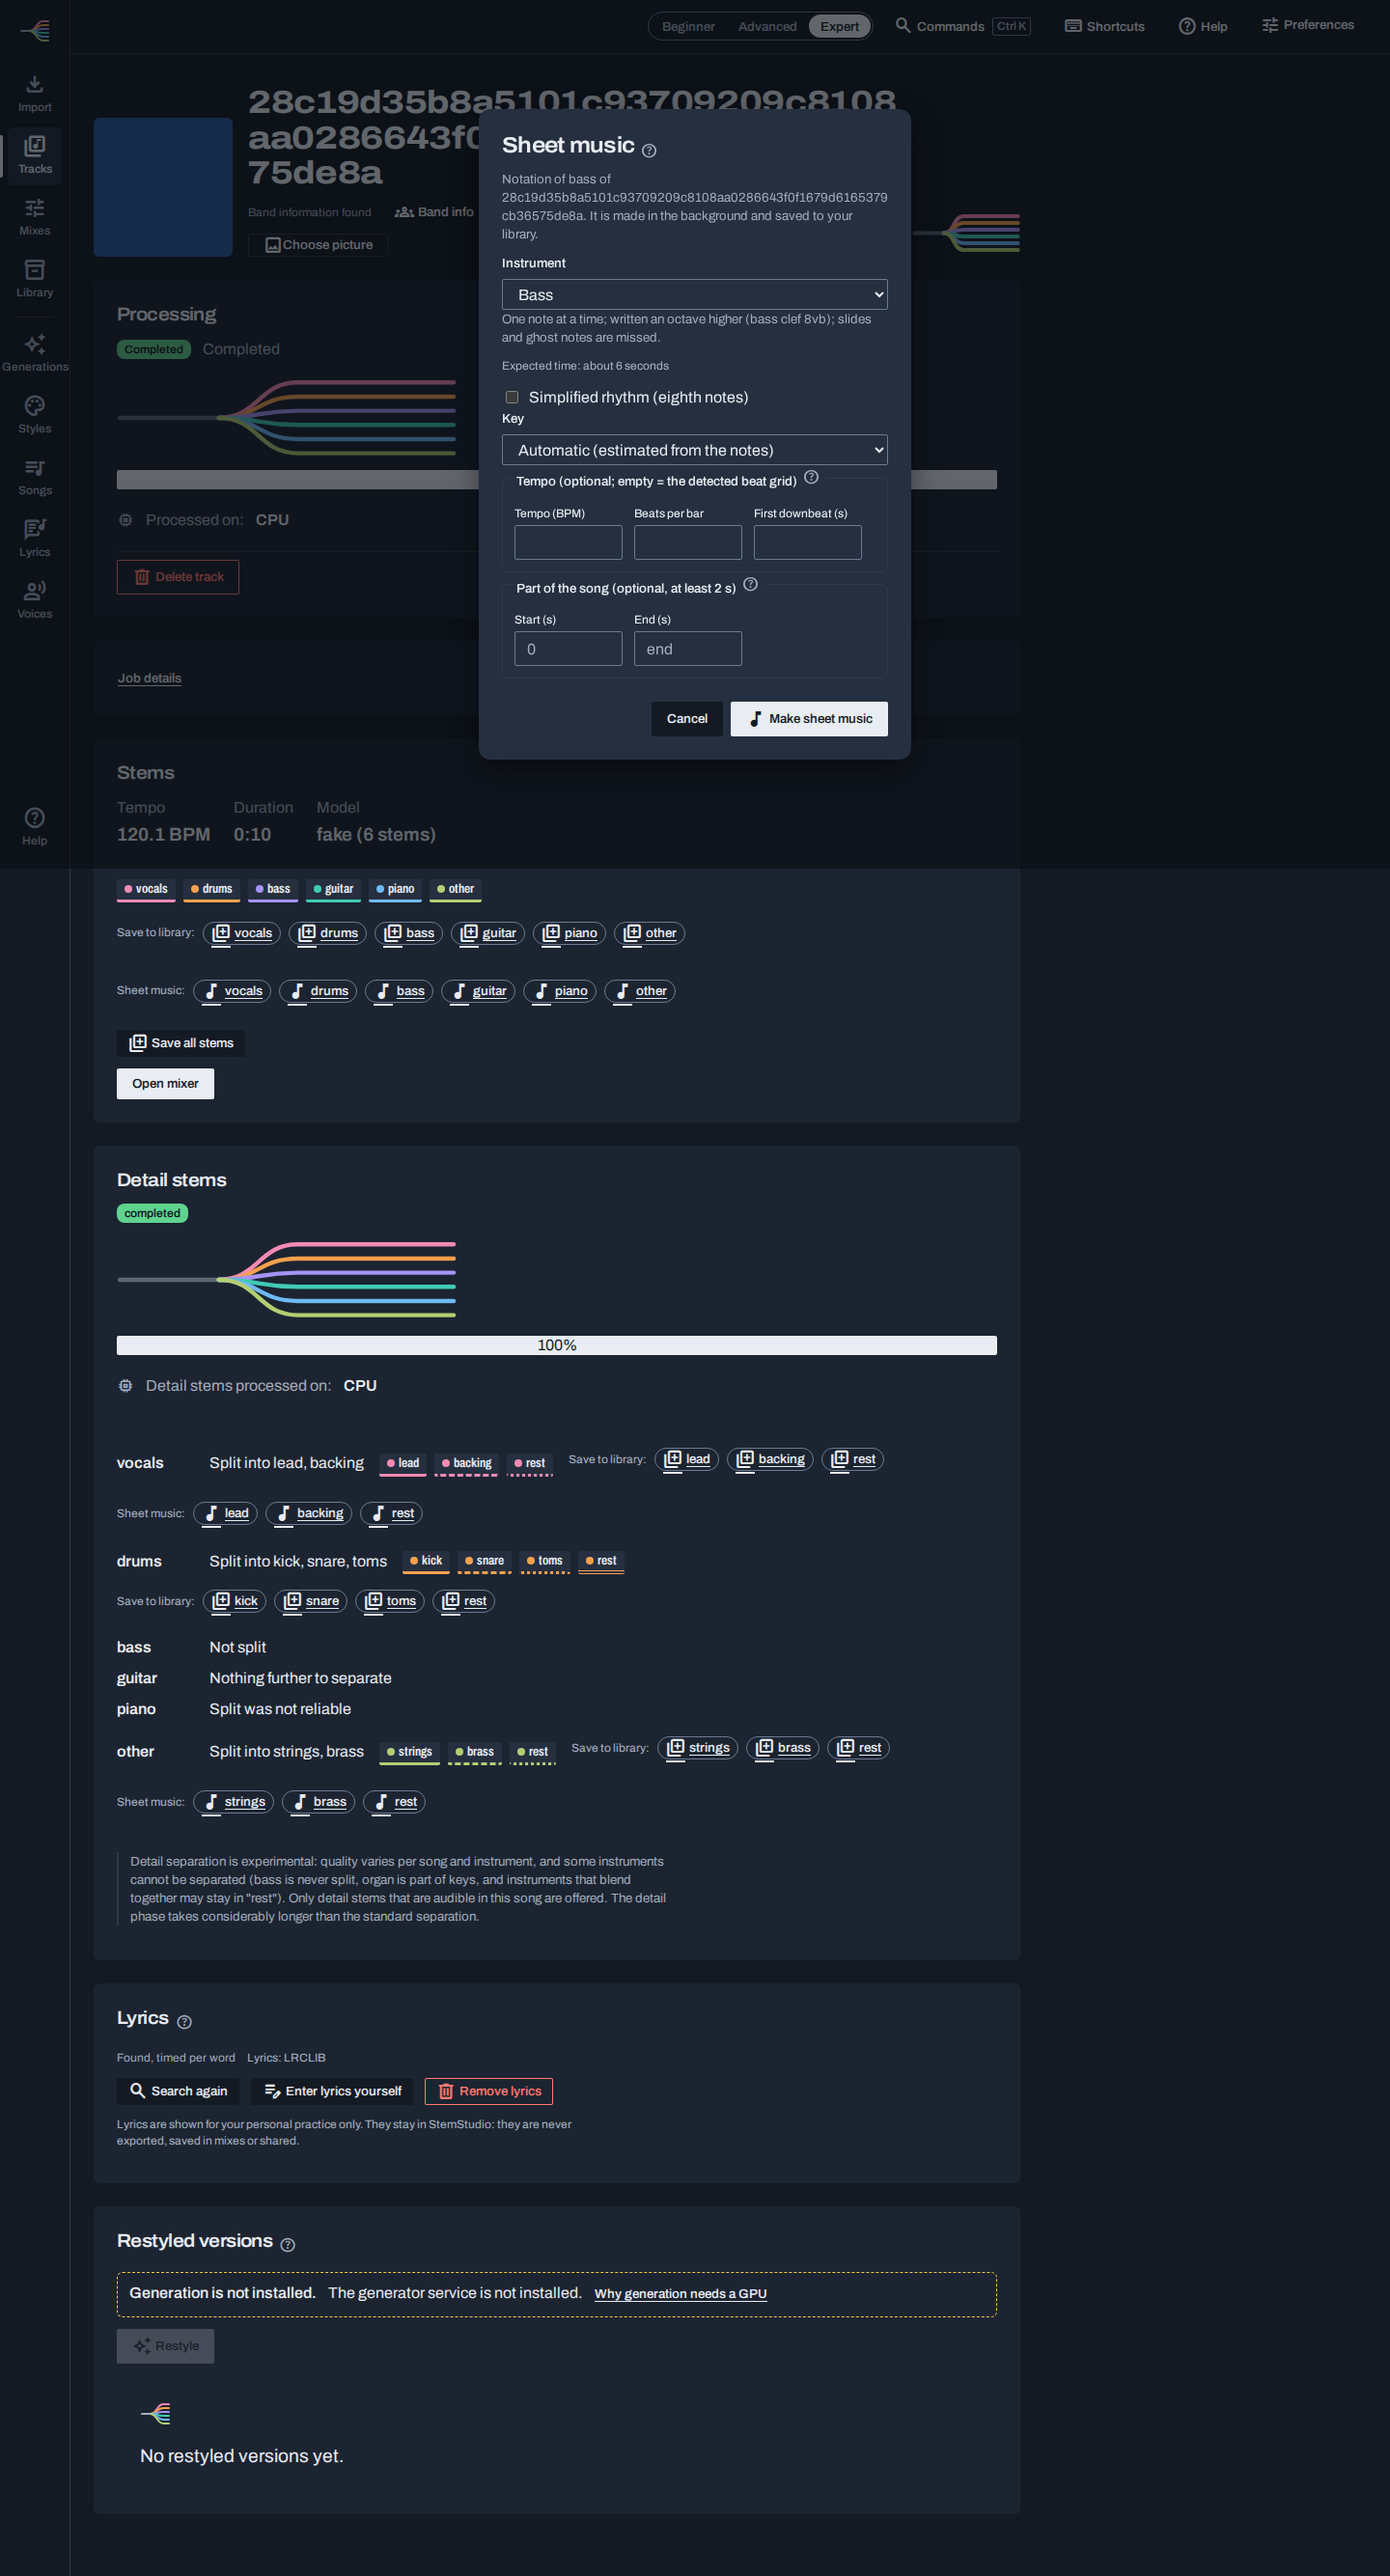 Beginner Advanced Expert Commands Ctrl K Shortcuts Help Preferences
Import
Tracks
Mixes
Library
Generations
Styles
Songs
Lyrics
Voices
Help
28c19d35b8a5101c93709209c8108
aa0286643f0
75de8a
Band information found Band info
Choose picture
Processing
Completed Completed
Processed on: CPU
Delete track
Job details
Sheet music
Notation of bass of
28c19d35b8a5101c93709209c8108aa0286643f0f1679d6165379
cb36575de8a. It is made in the background and saved to your
library.
Instrument
Bass
One note at a time; written an octave higher (bass clef 8vb); slides
and ghost notes are missed.
Expected time: about 6 seconds
Simplified rhythm (eighth notes)
Key
Automatic (estimated from the notes)
Tempo (optional; empty = the detected beat grid)
Tempo (BPM) Beats per bar First downbeat (s)
Part of the song (optional, at least 2 s)
Start (s) End (s)
0 end
Cancel Make sheet music
Stems
Tempo Duration Model
120.1 BPM 0:10 fake (6 stems)
vocals drums bass guitar piano other
Save to library: vocals drums bass guitar piano other
Sheet music: vocals drums bass guitar piano other
Save all stems
Open mixer
Detail stems
completed
100%
Detail stems processed on: CPU
vocals Split into lead, backing lead backing rest Save to library: lead backing rest
Sheet music: lead backing rest
drums Split into kick, snare, toms kick snare toms rest
Save to library: kick snare toms rest
bass Not split
guitar Nothing further to separate
piano Split was not reliable
other Split into strings, brass strings brass rest Save to library: strings brass rest
Sheet music: strings brass rest
Detail separation is experimental: quality varies per song and instrument, and some instruments
cannot be separated (bass is never split, organ is part of keys, and instruments that blend
together may stay in "rest"). Only detail stems that are audible in this song are offered. The detail
phase takes considerably longer than the standard separation.
Lyrics
Found, timed per word Lyrics: LRCLIB
Search again Enter lyrics yourself Remove lyrics
Lyrics are shown for your personal practice only. They stay in StemStudio: they are never
exported, saved in mixes or shared.
Restyled versions
Generation is not installed. The generator service is not installed. Why generation needs a GPU
Restyle
No restyled versions yet.